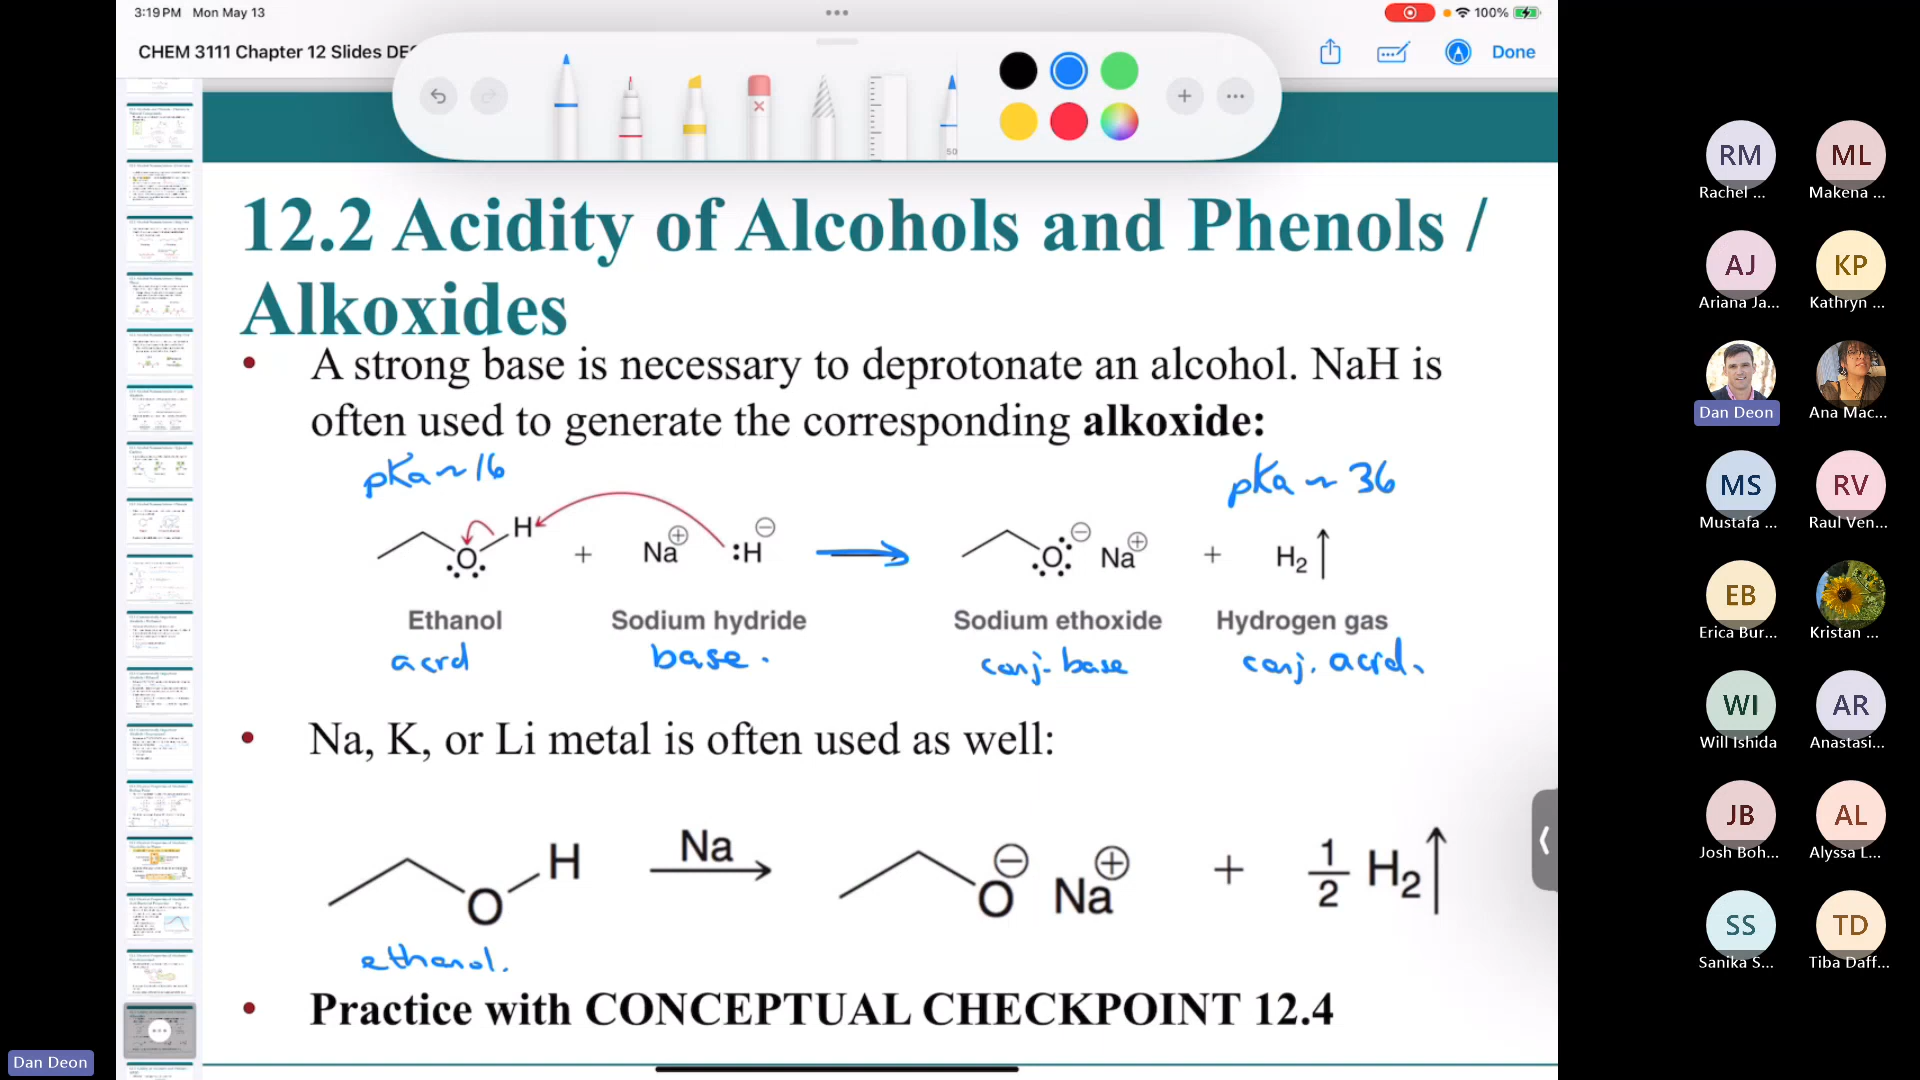 3:19 PM Mon May 13
100%
CHEM 3111 Chapter 12 Slides DE
Done
50
12.2 Acidity of Alcohols and Phenols /
Alkoxides
• A strong base is necessary to deprotonate an alcohol. NaH is
often used to generate the corresponding alkoxide:
pKa ~ 16
pKa ~ 36
O H + Na⊕ :H⊖ → O⊖ Na⊕ + H₂↑
Ethanol Sodium hydride Sodium ethoxide Hydrogen gas
acid base. conj. base conj. acid.
• Na, K, or Li metal is often used as well:
O H Na → O⊖ Na⊕ + 1/2 H₂↑
ethanol.
• Practice with CONCEPTUAL CHECKPOINT 12.4
RM ML
Rachel ... Makena ...
AJ KP
Ariana Ja... Kathryn ...
Dan Deon Ana Mac...
MS RV
Mustafa ... Raul Ven...
EB
Erica Bur... Kristan ...
WI AR
Will Ishida Anastasi...
JB AL
Josh Boh... Alyssa L...
SS TD
Sanika S... Tiba Daff...
Dan Deon